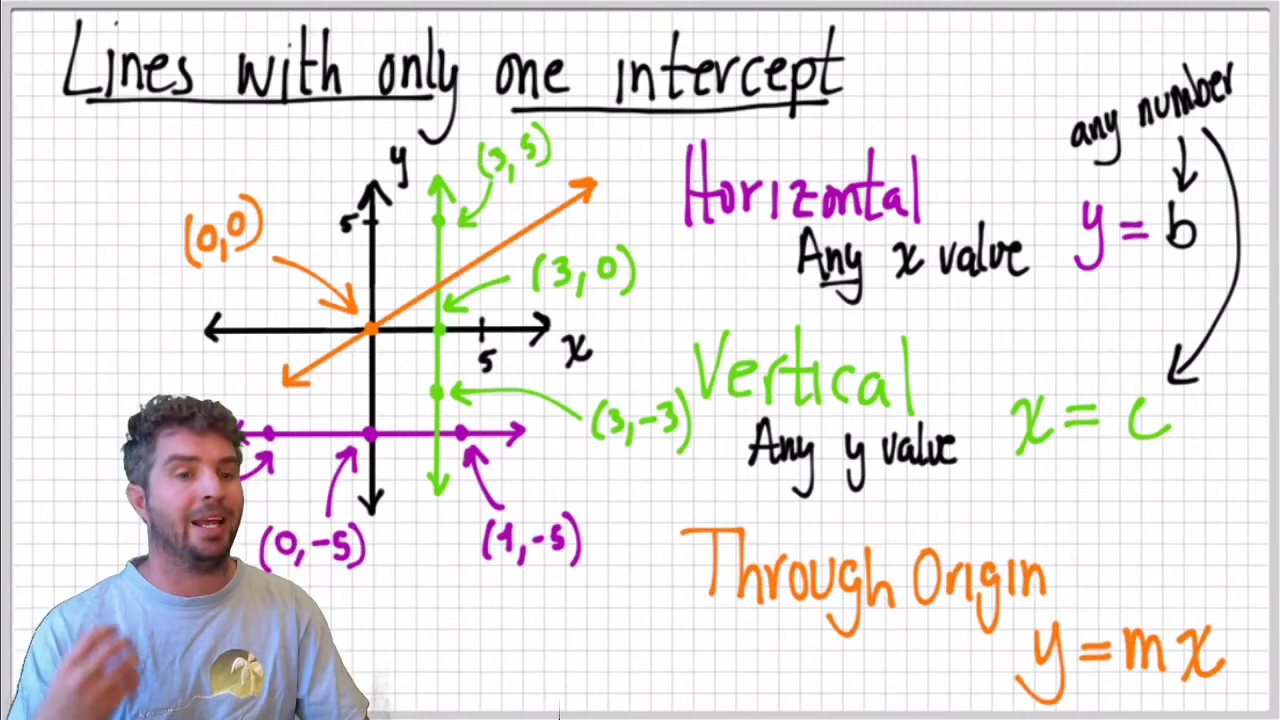 Lines with only one intercept
any number
y
(3, 5)
5
(0,0)
Horizontal
y = b
Any x value
(3, 0)
x
5
Vertical
(3,-3)
x = c
Any y value
(0,-5)
(4,-5)
Through Origin
y = m x